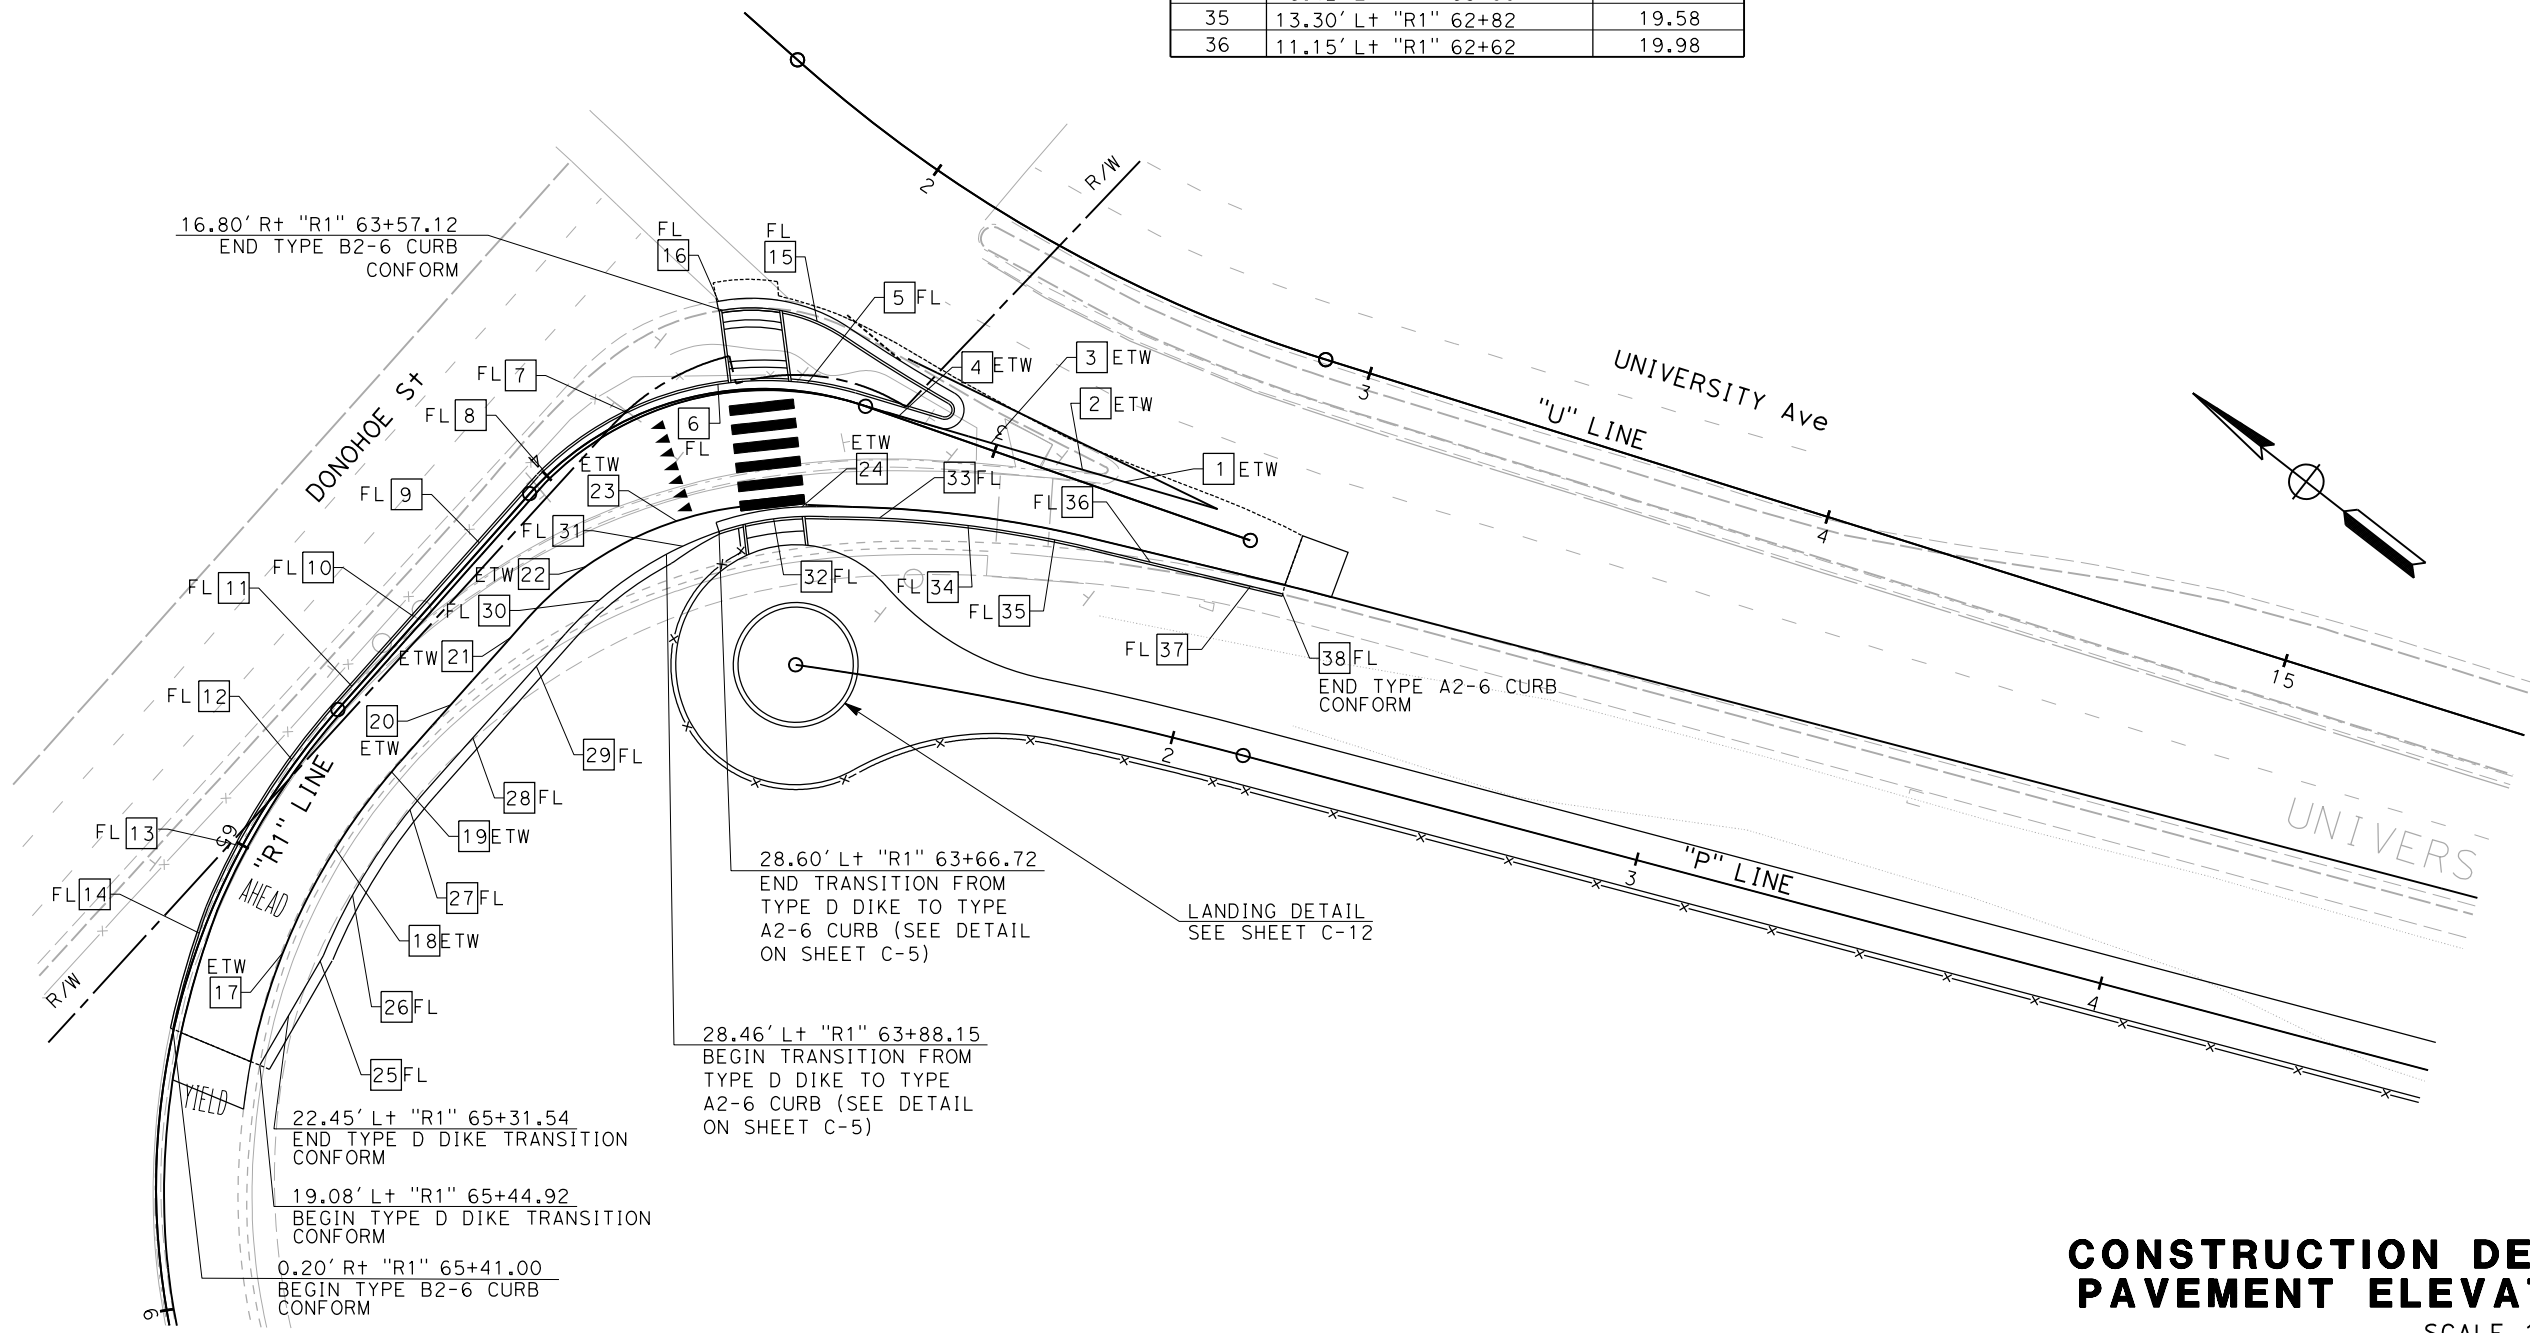 35 13.30' Lt "R1" 62+82 19.58
36 11.15' Lt "R1" 62+62 19.98
R/W
2
16.80' Rt "R1" 63+57.12
END TYPE B2-6 CURB
CONFORM
FL
16
FL
15
5 FL
4 ETW
3 ETW
2 ETW
1 ETW
UNIVERSITY Ave
"U" LINE
3
4
15
DONOHOE St
FL 7
FL 8
6
FL
2
ETW
24
ETW
23
FL 9
33 FL
FL 36
FL 31
FL 10
ETW 22
32 FL
FL 34
FL 11
FL 30
FL 35
ETW 21
FL 37
38 FL
END TYPE A2-6 CURB
CONFORM
FL 12
20
ETW
29 FL
2
28 FL
"R1" LINE
FL 13
65
19 ETW
UNIVERS
"P" LINE
3
4
28.60' Lt "R1" 63+66.72
END TRANSITION FROM
TYPE D DIKE TO TYPE
A2-6 CURB (SEE DETAIL
ON SHEET C-5)
FL 14
AHEAD
27 FL
LANDING DETAIL
SEE SHEET C-12
18 ETW
ETW
17
R/W
26 FL
28.46' Lt "R1" 63+88.15
BEGIN TRANSITION FROM
TYPE D DIKE TO TYPE
A2-6 CURB (SEE DETAIL
ON SHEET C-5)
25 FL
YIELD
22.45' Lt "R1" 65+31.54
END TYPE D DIKE TRANSITION
CONFORM
19.08' Lt "R1" 65+44.92
BEGIN TYPE D DIKE TRANSITION
CONFORM
0.20' Rt "R1" 65+41.00
BEGIN TYPE B2-6 CURB
CONFORM
6
CONSTRUCTION DE
PAVEMENT ELEVAT